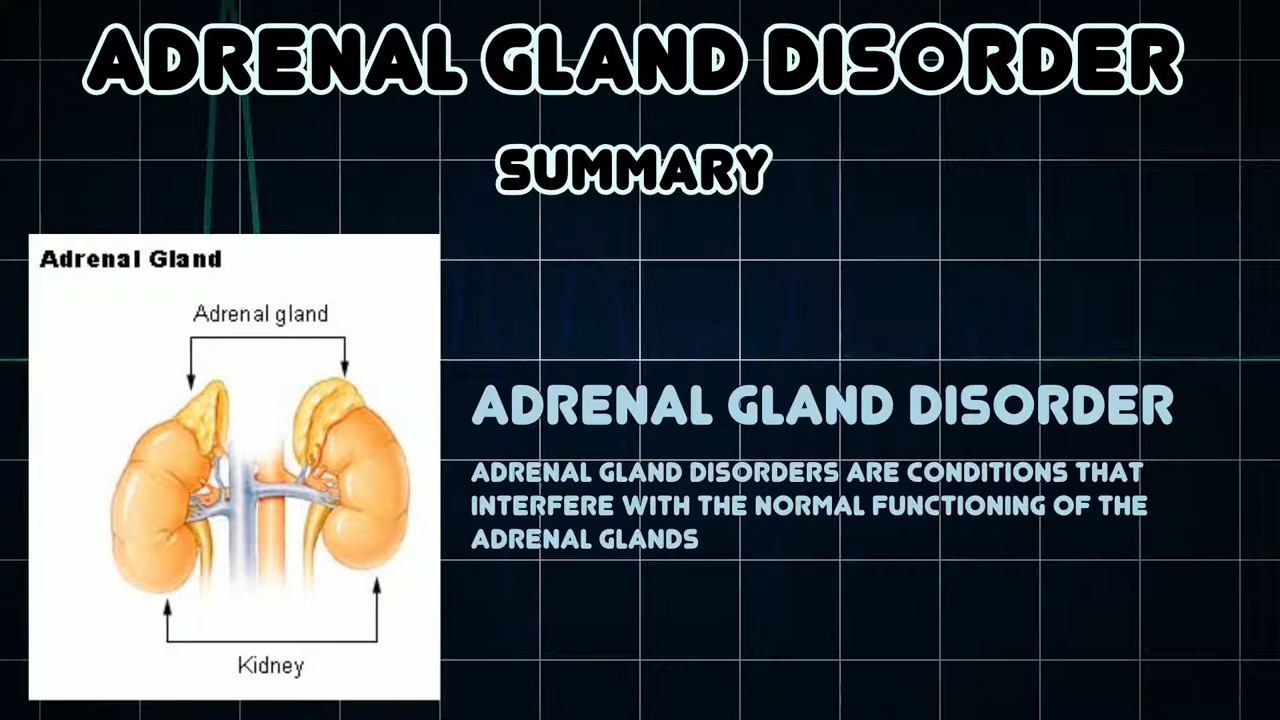 ADRENAL GLAND DISORDER
SUMMARY
Adrenal Gland
Adrenal gland
Kidney
ADRENAL GLAND DISORDER
ADRENAL GLAND DISORDERS ARE CONDITIONS THAT
INTERFERE WITH THE NORMAL FUNCTIONING OF THE
ADRENAL GLANDS